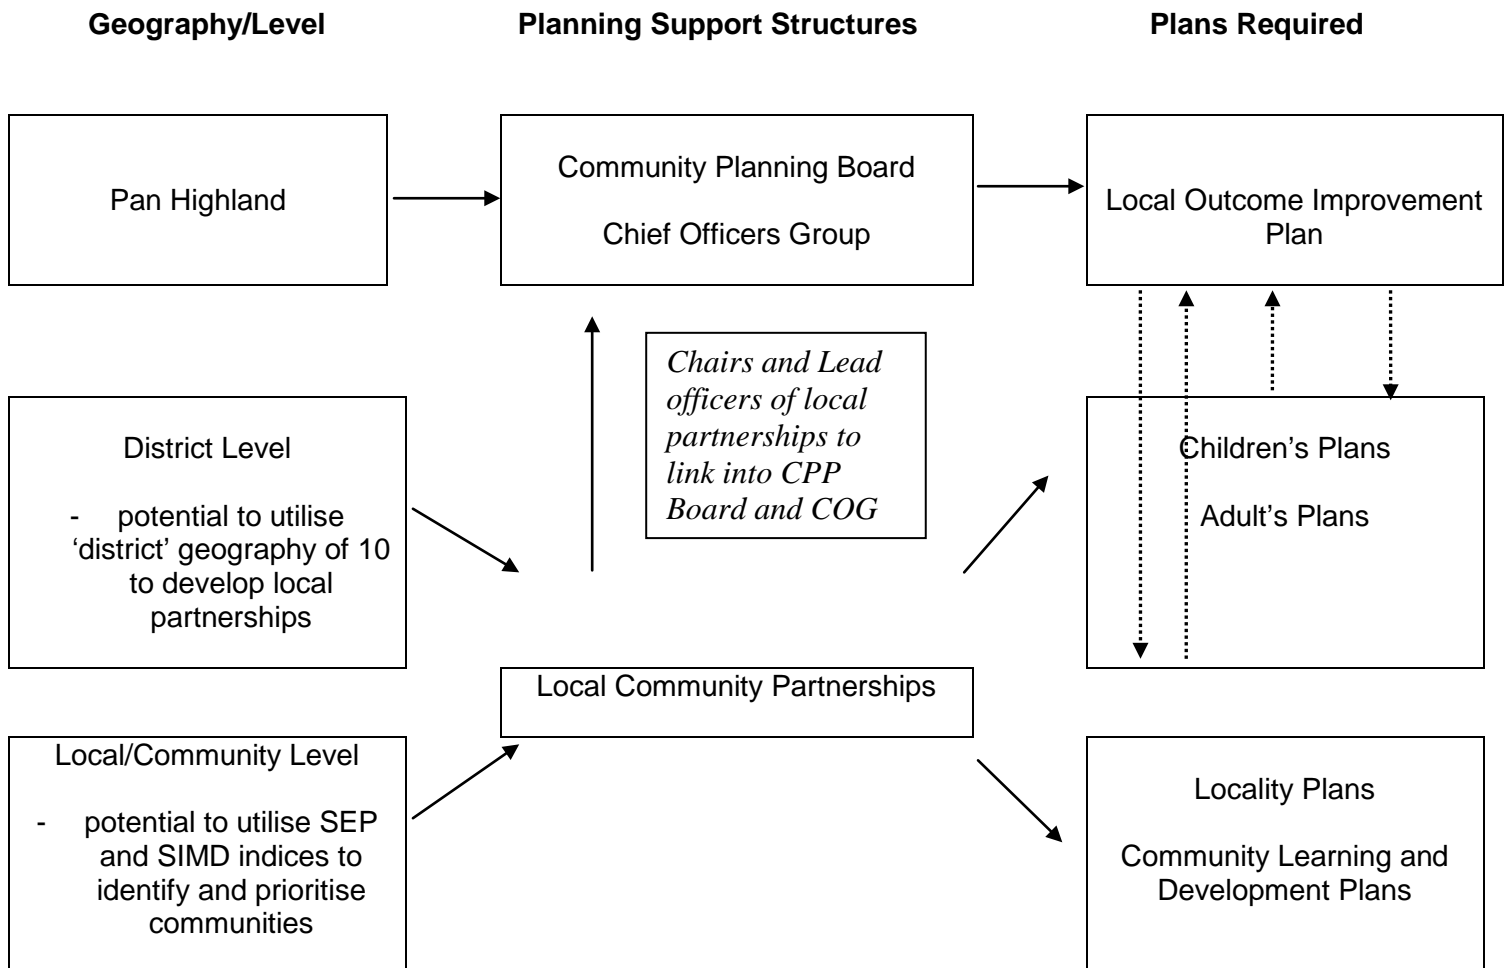 Geography/Level
Planning Support Structures
Plans Required
Pan Highland
Community Planning Board
Chief Officers Group
Local Outcome Improvement
Plan
Chairs and Lead
officers of local
partnerships to
link into CPP
Board and COG
District Level
- potential to utilise
‘district’ geography of 10
to develop local
partnerships
Children’s Plans
Adult’s Plans
Local Community Partnerships
Local/Community Level
- potential to utilise SEP
and SIMD indices to
identify and prioritise
communities
Locality Plans
Community Learning and
Development Plans